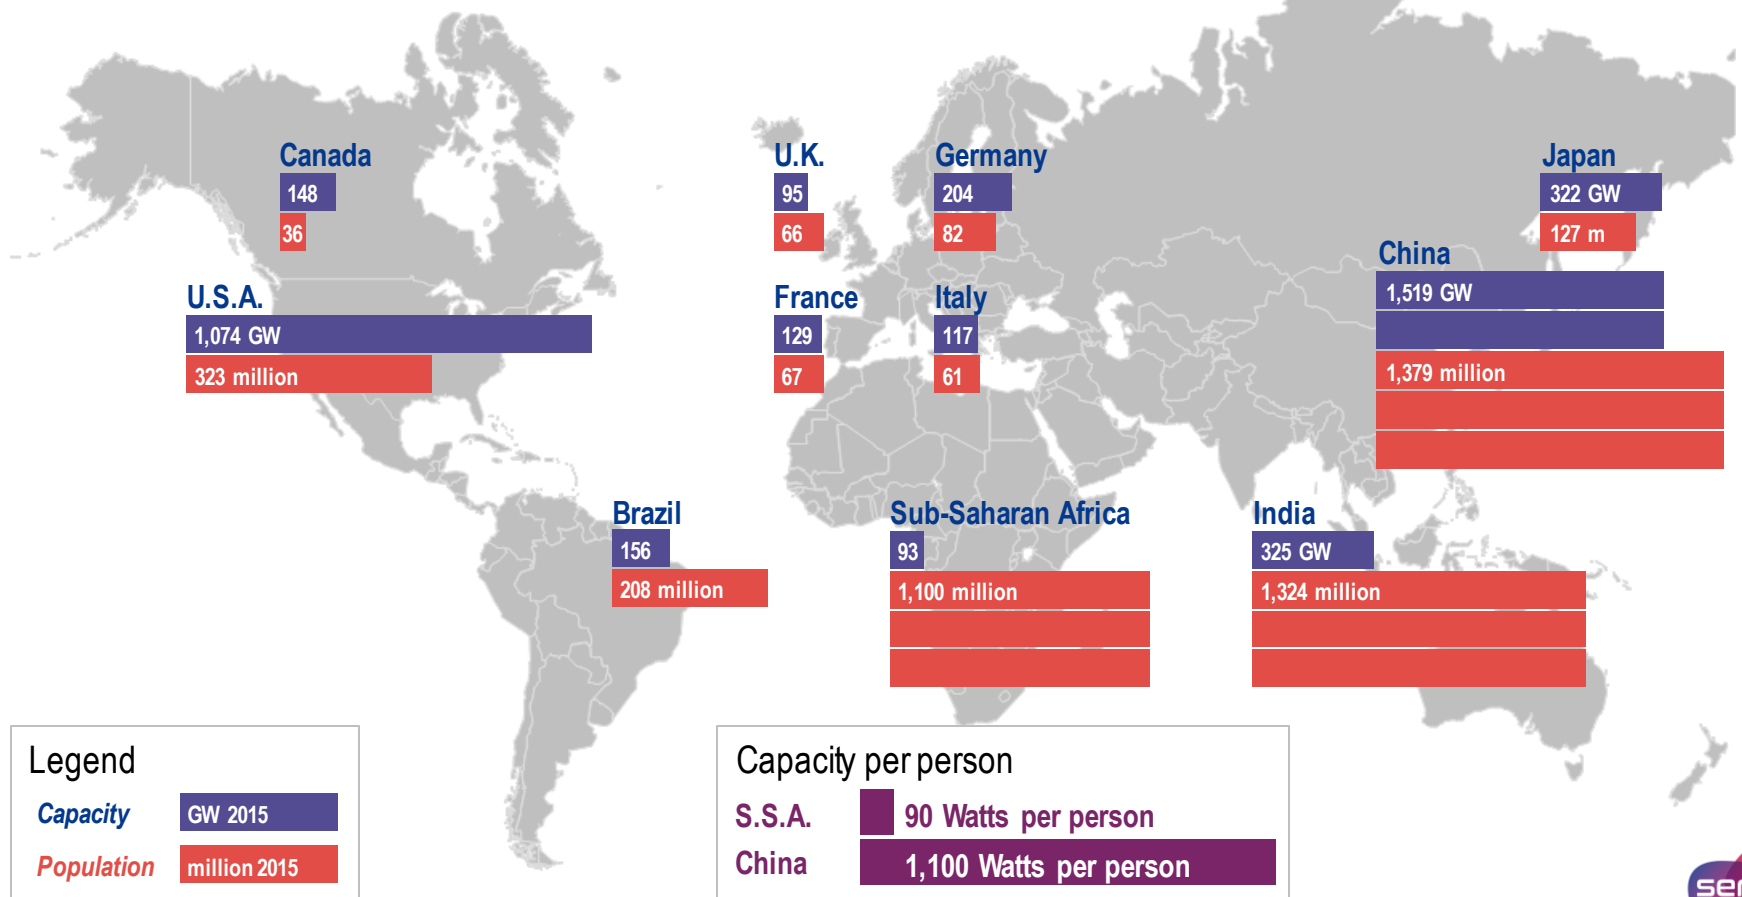 Canada
148
36
U.K.
95
66
Germany
204
82
Japan
322 GW
127 m
China
1,519 GW
1,379 million
U.S.A.
1,074 GW
323 million
France
129
67
Italy
117
61
Brazil
156
208 million
Sub-Saharan Africa
93
1,100 million
India
325 GW
1,324 million
Legend
Capacity GW 2015
Population million 2015
Capacity per person
S.S.A. 90 Watts per person
China 1,100 Watts per person